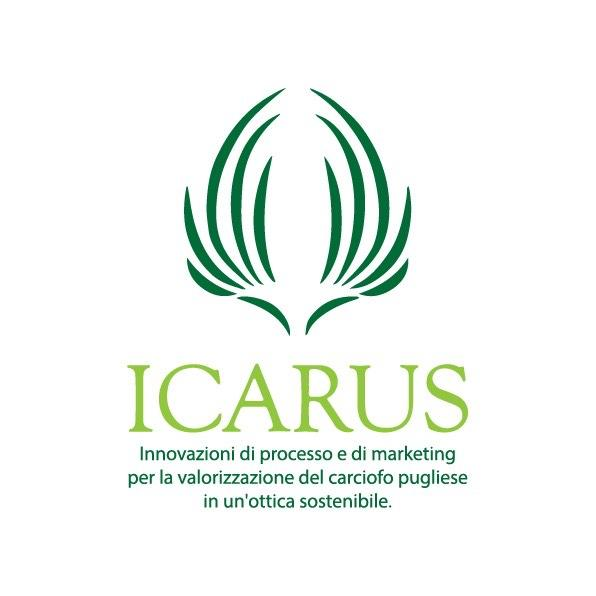 ICARUS
Innovazioni di processo e di marketing
per la valorizzazione del carciofo pugliese
in un'ottica sostenibile.